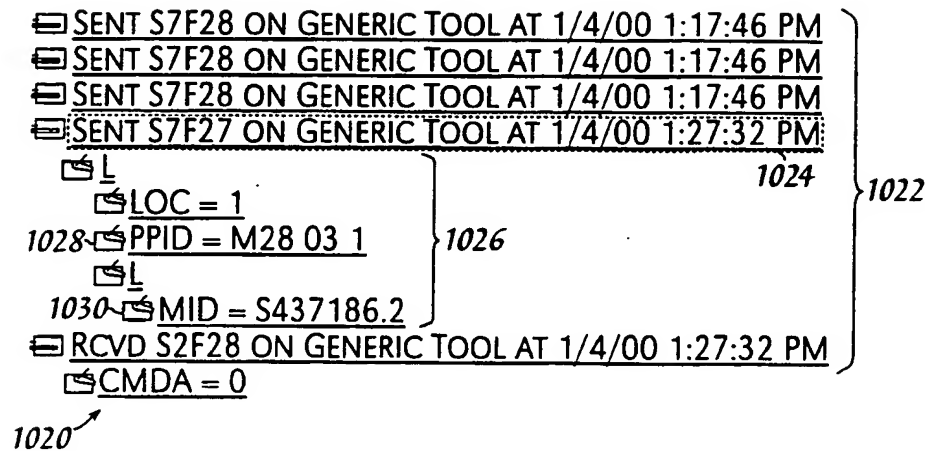 SENT S7F28 ON GENERIC TOOL AT 1/4/00 1:17:46 PM
SENT S7F28 ON GENERIC TOOL AT 1/4/00 1:17:46 PM
SENT S7F28 ON GENERIC TOOL AT 1/4/00 1:17:46 PM
SENT S7F27 ON GENERIC TOOL AT 1/4/00 1:27:32 PM
L 1024
LOC = 1 1022
1028 PPID = M28 03 1 1026
L
1030 MID = S437186.2
RCVD S2F28 ON GENERIC TOOL AT 1/4/00 1:27:32 PM
CMDA = 0
1020